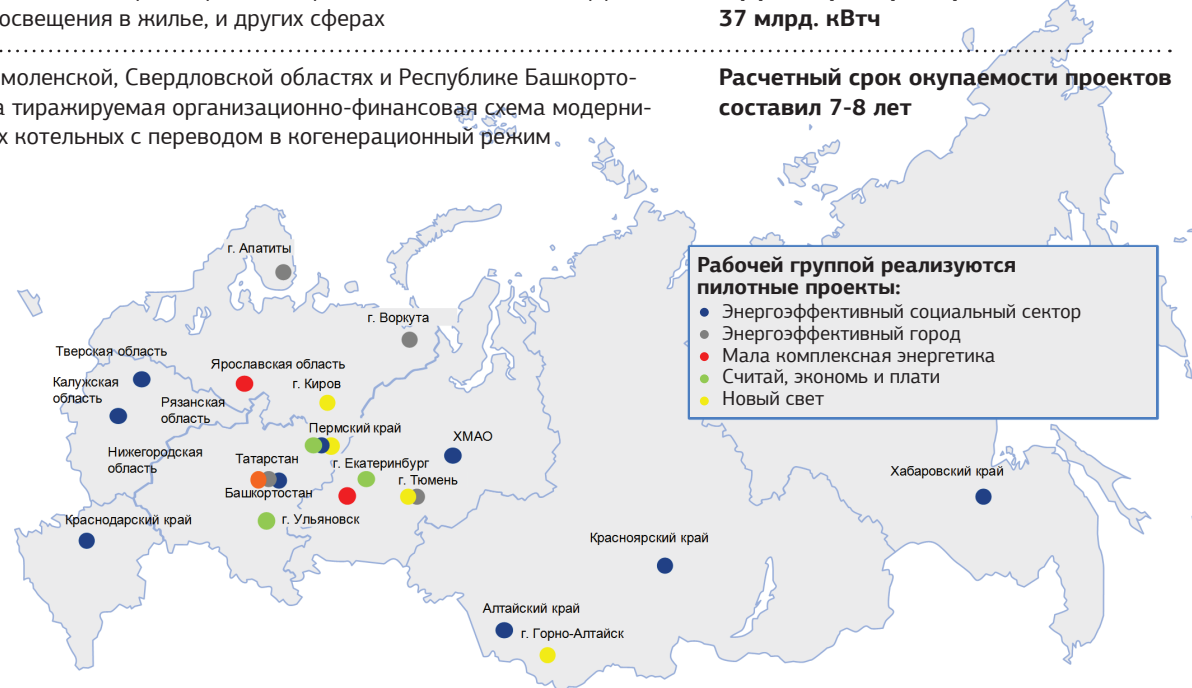 освещения в жилье, и других сферах
37 млрд. кВтч
моленской, Свердловской областях и Республике Башкорто-
а тиражируемая организационно-финансовая схема модерни-
х котельных с переводом в когенерационный режим
Расчетный срок окупаемости проектов
составил 7-8 лет
Рабочей группой реализуются
пилотные проекты:
Энергоэффективный социальный сектор
Энергоэффективный город
Мала комплексная энергетика
Считай, экономь и плати
Новый свет
г. Апатиты
г. Воркута
Тверская область
Ярославская область
Калужская
область
г. Киров
Рязанская
область
Пермский край
ХМАО
Нижегородская
область
Татарстан
г. Екатеринбург
г. Тюмень
Хабаровский край
Башкортостан
Краснодарский край
г. Ульяновск
Красноярский край
Алтайский край
г. Горно-Алтайск